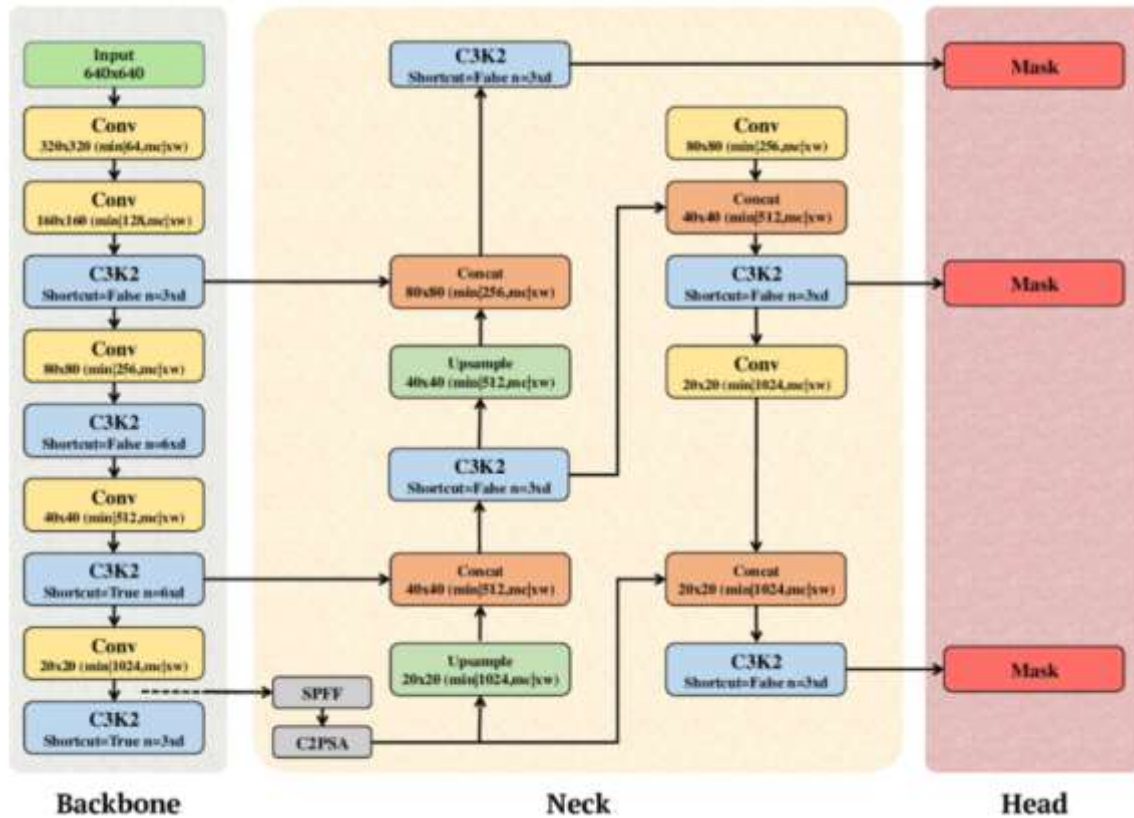 Input
640x640
Conv
320x320 (min|64,mc|xw)
Conv
160x160 (min|128,mc|xw)
C3K2
Shortcut=False n=3xd
Conv
80x80 (min|256,mc|xw)
C3K2
Shortcut=False n=6xd
Conv
40x40 (min|512,mc|xw)
C3K2
Shortcut=True n=6xd
Conv
20x20 (min|1024,mc|xw)
C3K2
Shortcut=True n=3xd
Backbone
SPFF
C2PSA
C3K2
Shortcut=False n=3xd
Concat
80x80 (min|256,mc|xw)
Upsample
40x40 (min|512,mc|xw)
C3K2
Shortcut=False n=3xd
Concat
40x40 (min|512,mc|xw)
Upsample
20x20 (min|1024,mc|xw)
Conv
80x80 (min|256,mc|xw)
Concat
40x40 (min|512,mc|xw)
C3K2
Shortcut=False n=3xd
Conv
20x20 (min|1024,mc|xw)
Concat
20x20 (min|1024,mc|xw)
C3K2
Shortcut=False n=3xd
Neck
Mask
Mask
Mask
Head